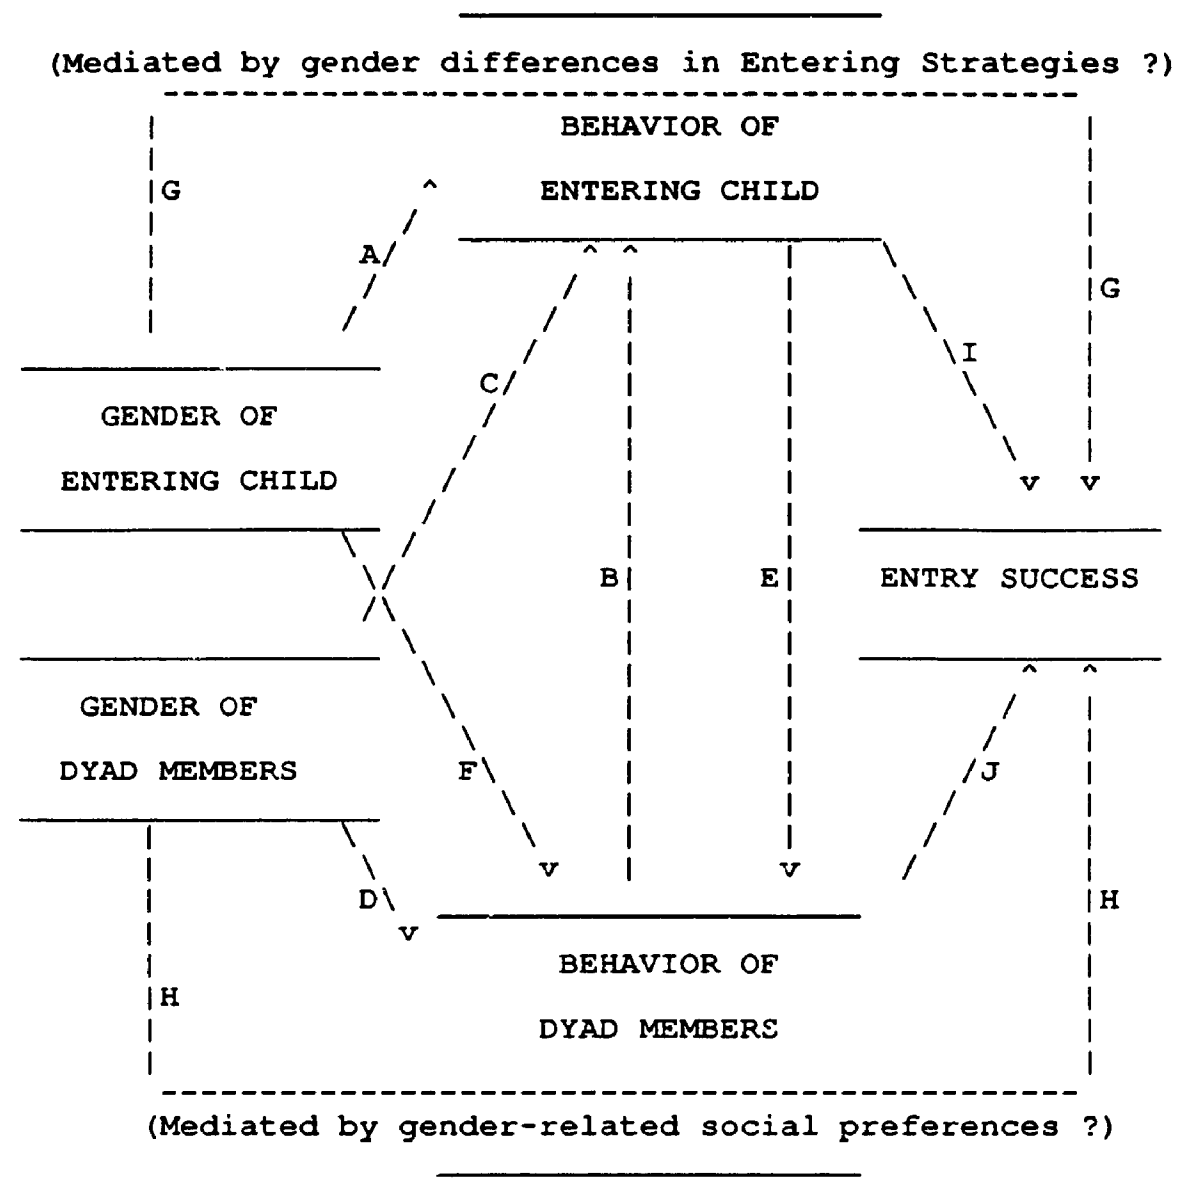 (Mediated by gender differences in Entering Strategies ?)
BEHAVIOR OF
G
ENTERING CHILD
A
G
I
C
GENDER OF
ENTERING CHILD
B
E
ENTRY SUCCESS
GENDER OF
DYAD MEMBERS
F
J
D
H
BEHAVIOR OF
H
DYAD MEMBERS
(Mediated by gender-related social preferences ?)